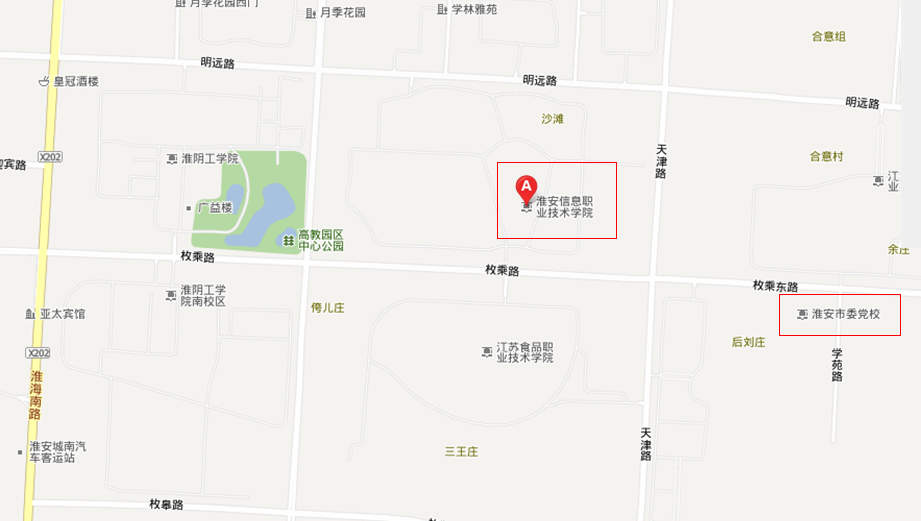 月季花园西门
月季花园
学林雅苑
合意组
明远路
明远路
明远路
皇冠酒楼
沙滩
X202
宾路
淮阴工学院
天津路
合意村
A
江
业
淮安信息职
业技术学院
广益楼
高教园区
中心公园
余庄
枚乘路
枚乘路
枚乘东路
淮阴工学
院南校区
侉儿庄
亚太宾馆
淮安市委党校
后刘庄
X202
江苏食品职
业技术学院
学苑路
淮海南路
天津路
淮安城南汽
车客运站
三王庄
枚皋路